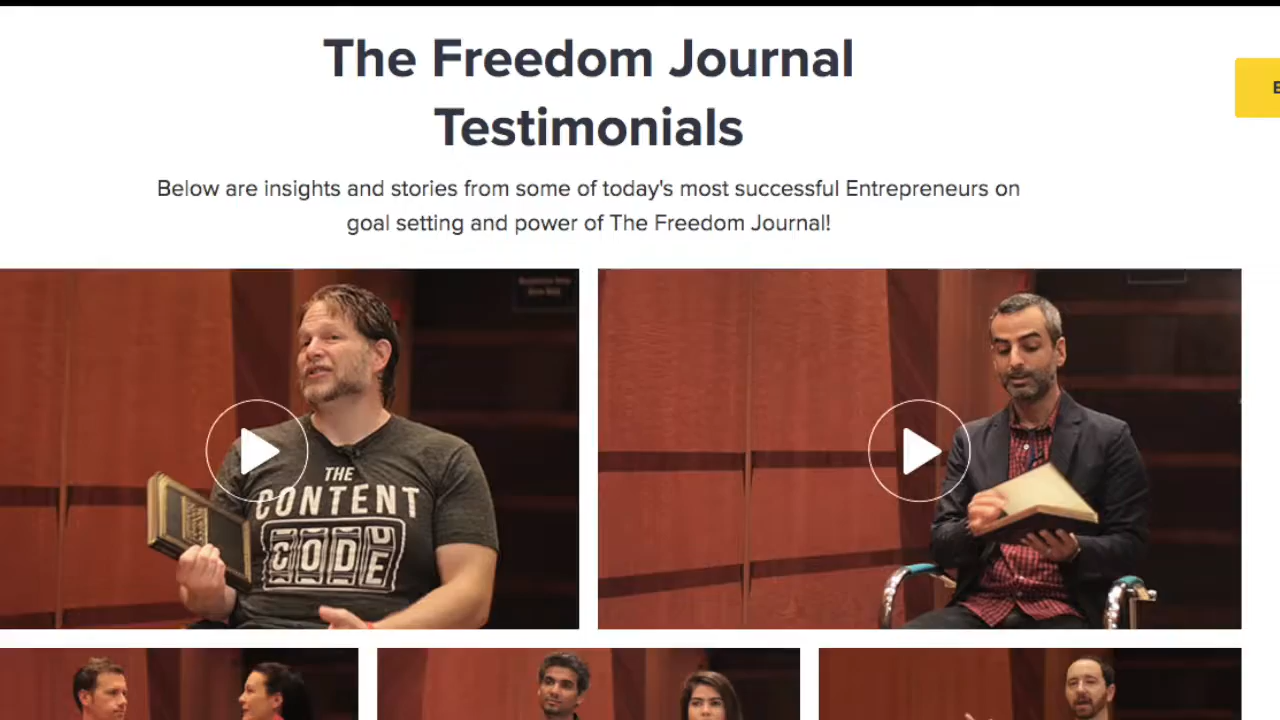 The Freedom Journal
Testimonials
Below are insights and stories from some of today's most successful Entrepreneurs on
goal setting and power of The Freedom Journal!
THE
CONTENT
CODE